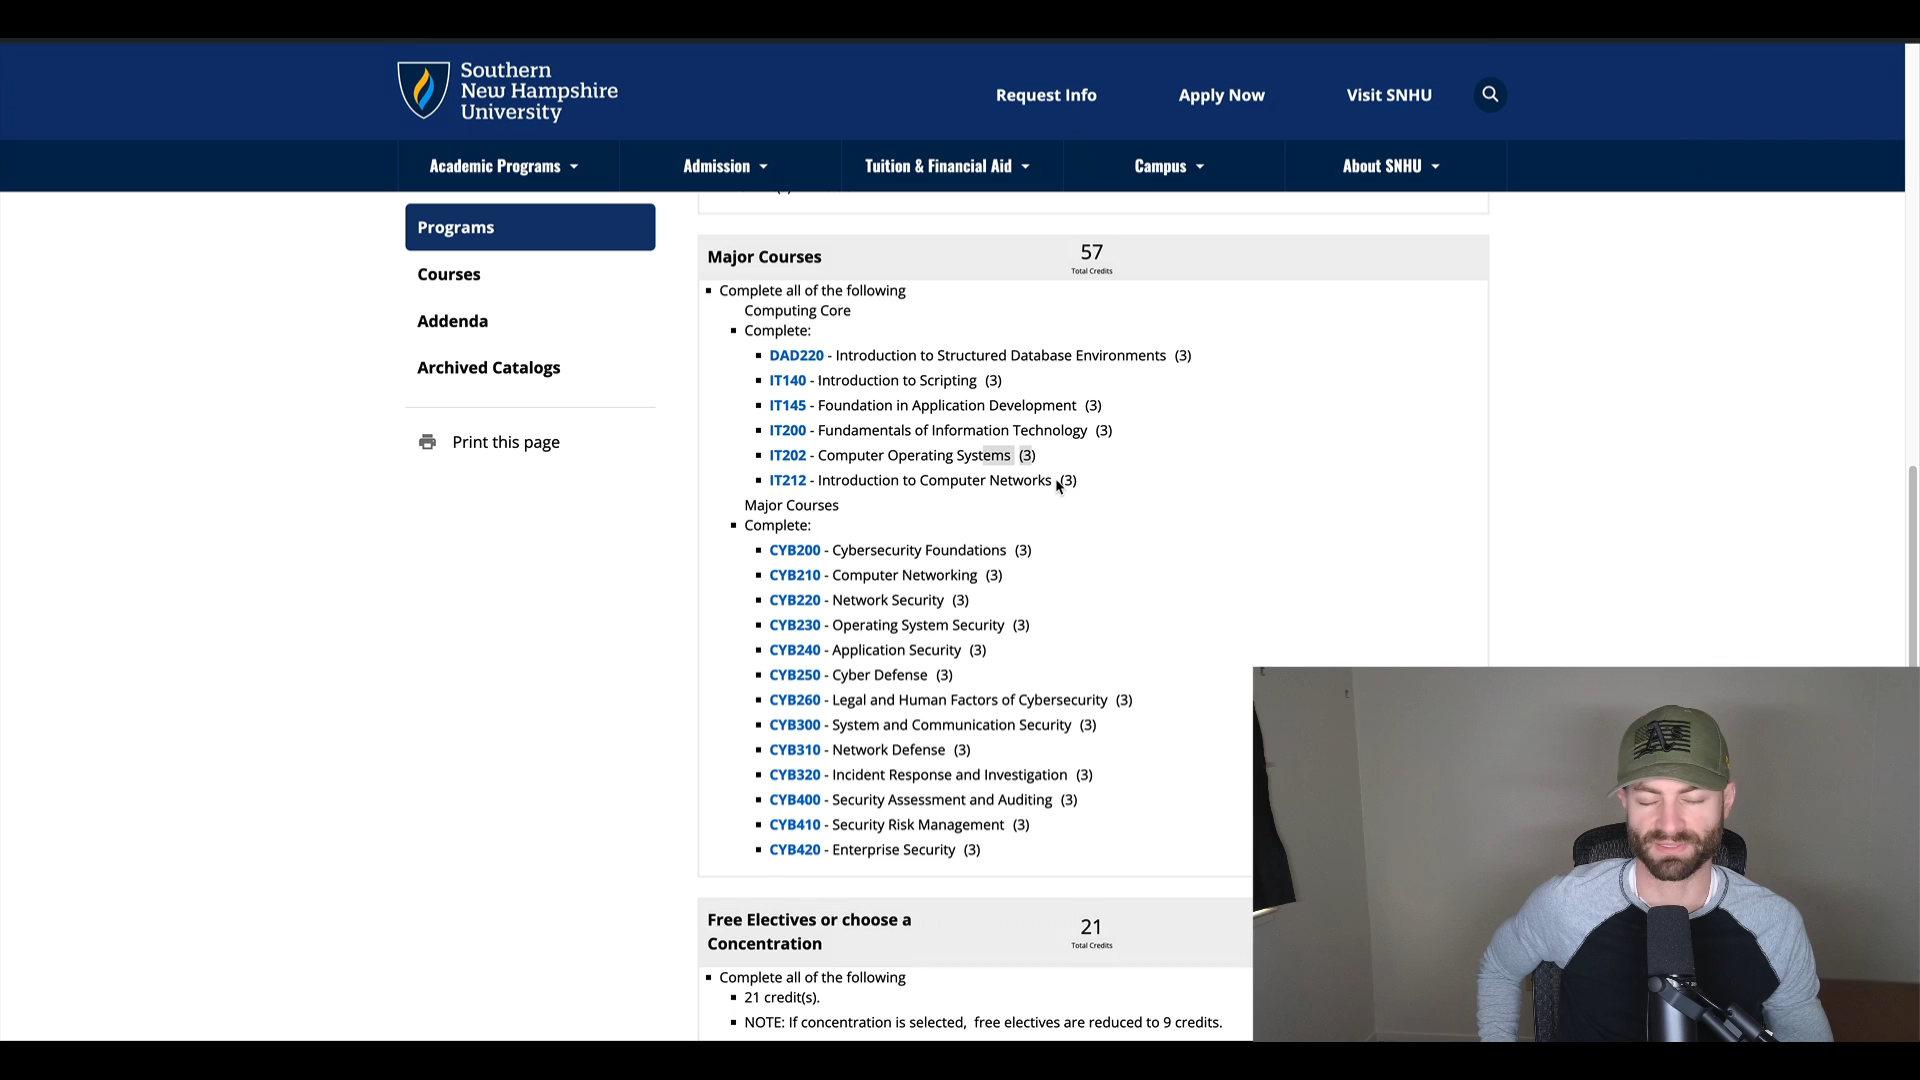 Southern
New Hampshire
University
Request Info
Apply Now
Visit SNHU
Academic Programs
Admission
Tuition & Financial Aid
Campus
About SNHU
Programs
Courses
Addenda
Archived Catalogs
Print this page
Major Courses
57
Total Credits
Complete all of the following
Computing Core
Complete:
DAD220 - Introduction to Structured Database Environments (3)
IT140 - Introduction to Scripting (3)
IT145 - Foundation in Application Development (3)
IT200 - Fundamentals of Information Technology (3)
IT202 - Computer Operating Systems (3)
IT212 - Introduction to Computer Networks (3)
Major Courses
Complete:
CYB200 - Cybersecurity Foundations (3)
CYB210 - Computer Networking (3)
CYB220 - Network Security (3)
CYB230 - Operating System Security (3)
CYB240 - Application Security (3)
CYB250 - Cyber Defense (3)
CYB260 - Legal and Human Factors of Cybersecurity (3)
CYB300 - System and Communication Security (3)
CYB310 - Network Defense (3)
CYB320 - Incident Response and Investigation (3)
CYB400 - Security Assessment and Auditing (3)
CYB410 - Security Risk Management (3)
CYB420 - Enterprise Security (3)
Free Electives or choose a
Concentration
21
Total Credits
Complete all of the following
21 credit(s).
NOTE: If concentration is selected, free electives are reduced to 9 credits.
A's